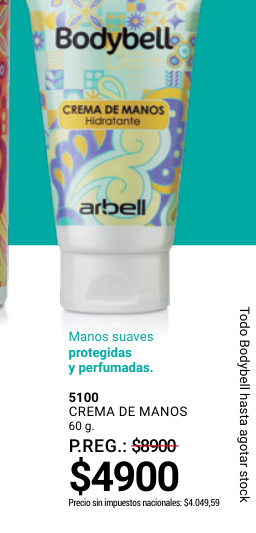 Bodybell
CREMA DE MANOS
Hidratante
arbell
Manos suaves
protegidas
y perfumadas.
5100
CREMA DE MANOS
60 g.
P.REG.: $8900
$4900
Precio sin impuestos nacionales: $4.049,59
Todo Bodybell hasta agotar stock